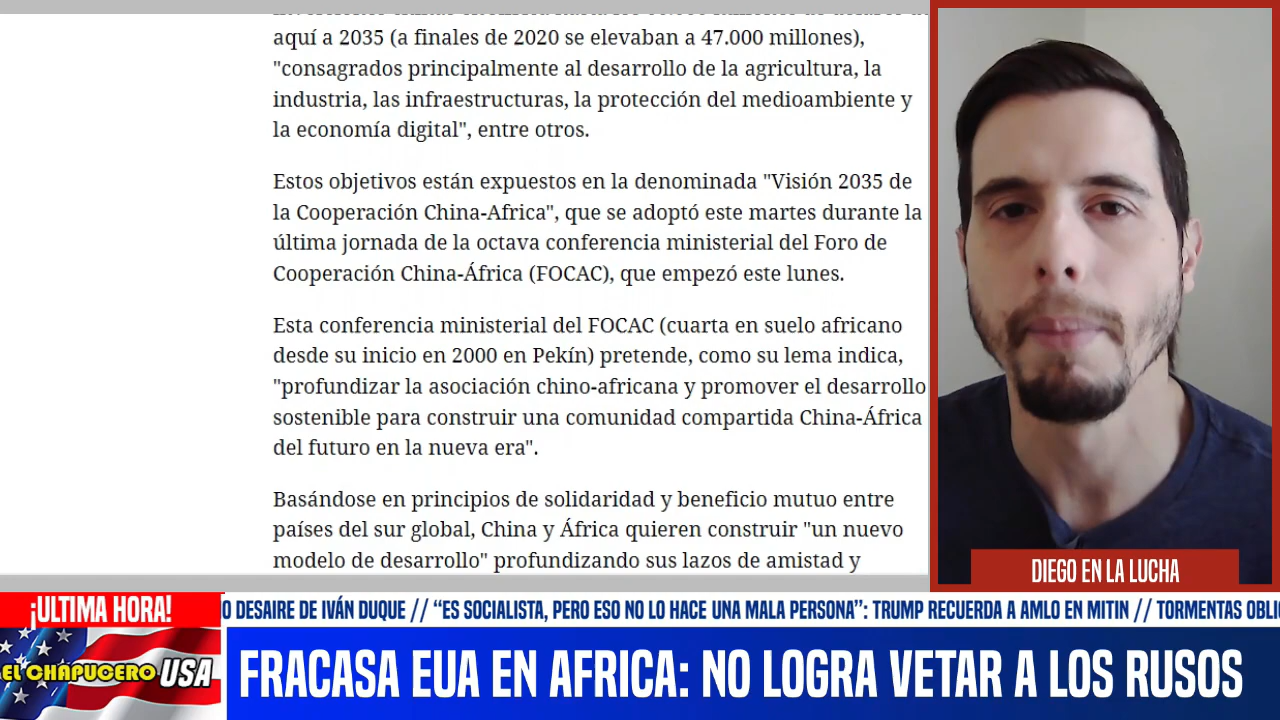 aquí a 2035 (a finales de 2020 se elevaban a 47.000 millones),
"consagrados principalmente al desarrollo de la agricultura, la
industria, las infraestructuras, la protección del medioambiente y
la economía digital", entre otros.
Estos objetivos están expuestos en la denominada "Visión 2035 de
la Cooperación China-Africa", que se adoptó este martes durante la
última jornada de la octava conferencia ministerial del Foro de
Cooperación China-África (FOCAC), que empezó este lunes.
Esta conferencia ministerial del FOCAC (cuarta en suelo africano
desde su inicio en 2000 en Pekín) pretende, como su lema indica,
"profundizar la asociación chino-africana y promover el desarrollo
sostenible para construir una comunidad compartida China-África
del futuro en la nueva era".
Basándose en principios de solidaridad y beneficio mutuo entre
países del sur global, China y África quieren construir "un nuevo
modelo de desarrollo" profundizando sus lazos de amistad y
DIEGO EN LA LUCHA
¡ULTIMA HORA!
O DESAIRE DE IVÁN DUQUE // “ES SOCIALISTA, PERO ESO NO LO HACE UNA MALA PERSONA”: TRUMP RECUERDA A AMLO EN MITIN // TORMENTAS OBLI
EL CHAPUCERO USA
FRACASA EUA EN AFRICA: NO LOGRA VETAR A LOS RUSOS